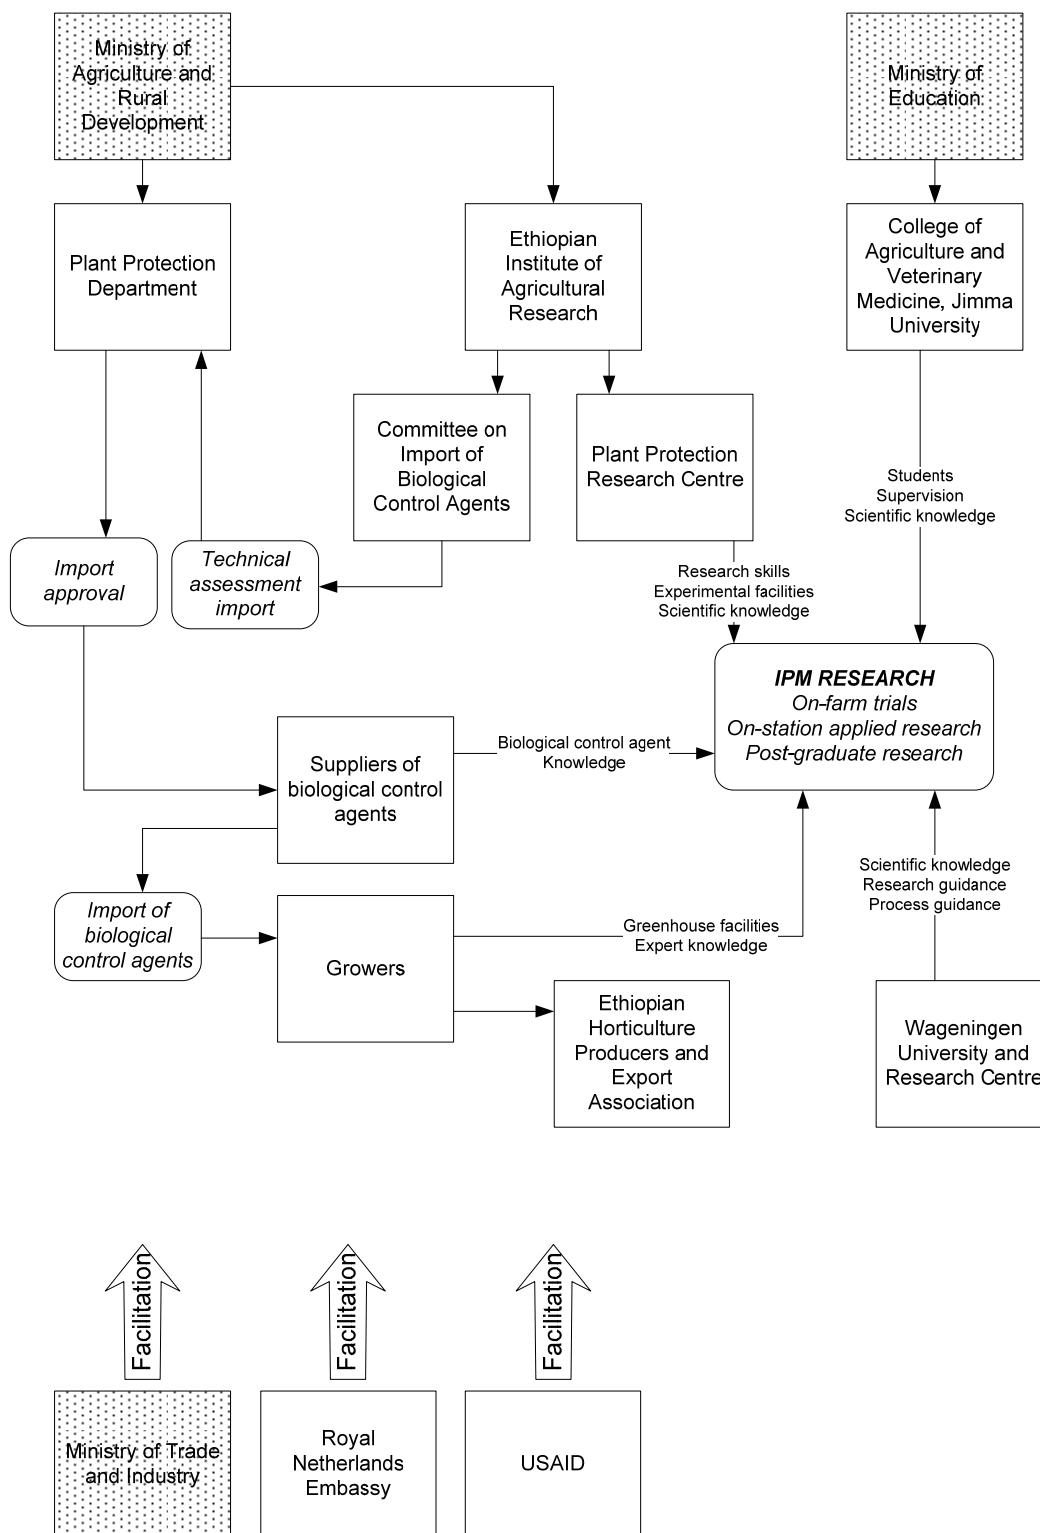 Ministry of
Agriculture and
Rural
Development
Ministry of
Education
Plant Protection
Department
Ethiopian
Institute of
Agricultural
Research
College of
Agriculture and
Veterinary
Medicine, Jimma
University
Committee on
Import of
Biological
Control Agents
Plant Protection
Research Centre
Students
Supervision
Scientific knowledge
Import
approval
Technical
assessment
import
Research skills
Experimental facilities
Scientific knowledge
IPM RESEARCH
On-farm trials
On-station applied research
Post-graduate research
Suppliers of
biological control
agents
Biological control agent
Knowledge
Scientific knowledge
Research guidance
Process guidance
Import of
biological
control agents
Growers
Greenhouse facilities
Expert knowledge
Ethiopian
Horticulture
Producers and
Export
Association
Wageningen
University and
Research Centre
Facilitation
Facilitation
Facilitation
Ministry of Trade
and Industry
Royal
Netherlands
Embassy
USAID